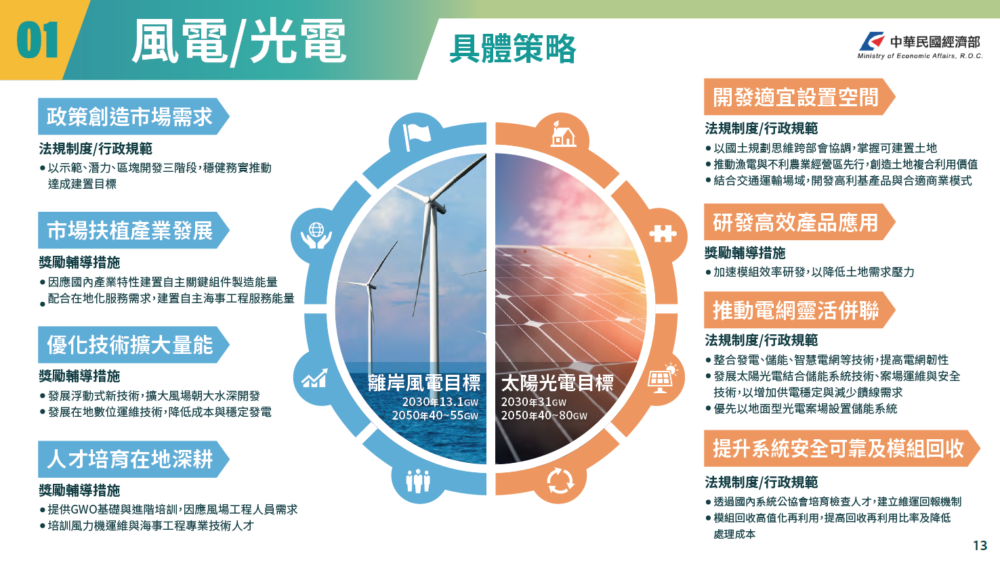 01
風電/光電
具體策略
中華民國經濟部
Ministry of Economic Affairs, R.O.C.
政策創造市場需求
法規制度/行政規範
●以示範、潛力、區塊開發三階段，穩健務實推動
達成建置目標
市場扶植產業發展
獎勵輔導措施
●因應國內產業特性建置自主關鍵組件製造能量
●配合在地化服務需求，建置自主海事工程服務能量
優化技術擴大量能
獎勵輔導措施
●發展浮動式新技術，擴大風場朝大水深開發
●發展在地數位運維技術，降低成本與穩定發電
人才培育在地深耕
獎勵輔導措施
●提供GWO基礎與進階培訓，因應風場工程人員需求
●培訓風力機運維與海事工程專業技術人才
離岸風電目標
2030年13.1GW
2050年40~55GW
太陽光電目標
2030年31GW
2050年40~80GW
開發適宜設置空間
法規制度/行政規範
●以國土規劃思維跨部會協調，掌握可建置土地
●推動漁電與不利農業經營區先行，創造土地複合利用價值
●結合交通運輸場域，開發高利基產品與合適商業模式
研發高效產品應用
獎勵輔導措施
●加速模組效率研發，以降低土地需求壓力
推動電網靈活併聯
法規制度/行政規範
●整合發電、儲能、智慧電網等技術，提高電網韌性
●發展太陽光電結合儲能系統技術、案場運維與安全
技術，以增加供電穩定與減少饋線需求
●優先以地面型光電案場設置儲能系統
提升系統安全可靠及模組回收
法規制度/行政規範
●透過國內系統公協會培育檢查人才，建立維運回報機制
●模組回收高值化再利用，提高回收再利用比率及降低
處理成本
13